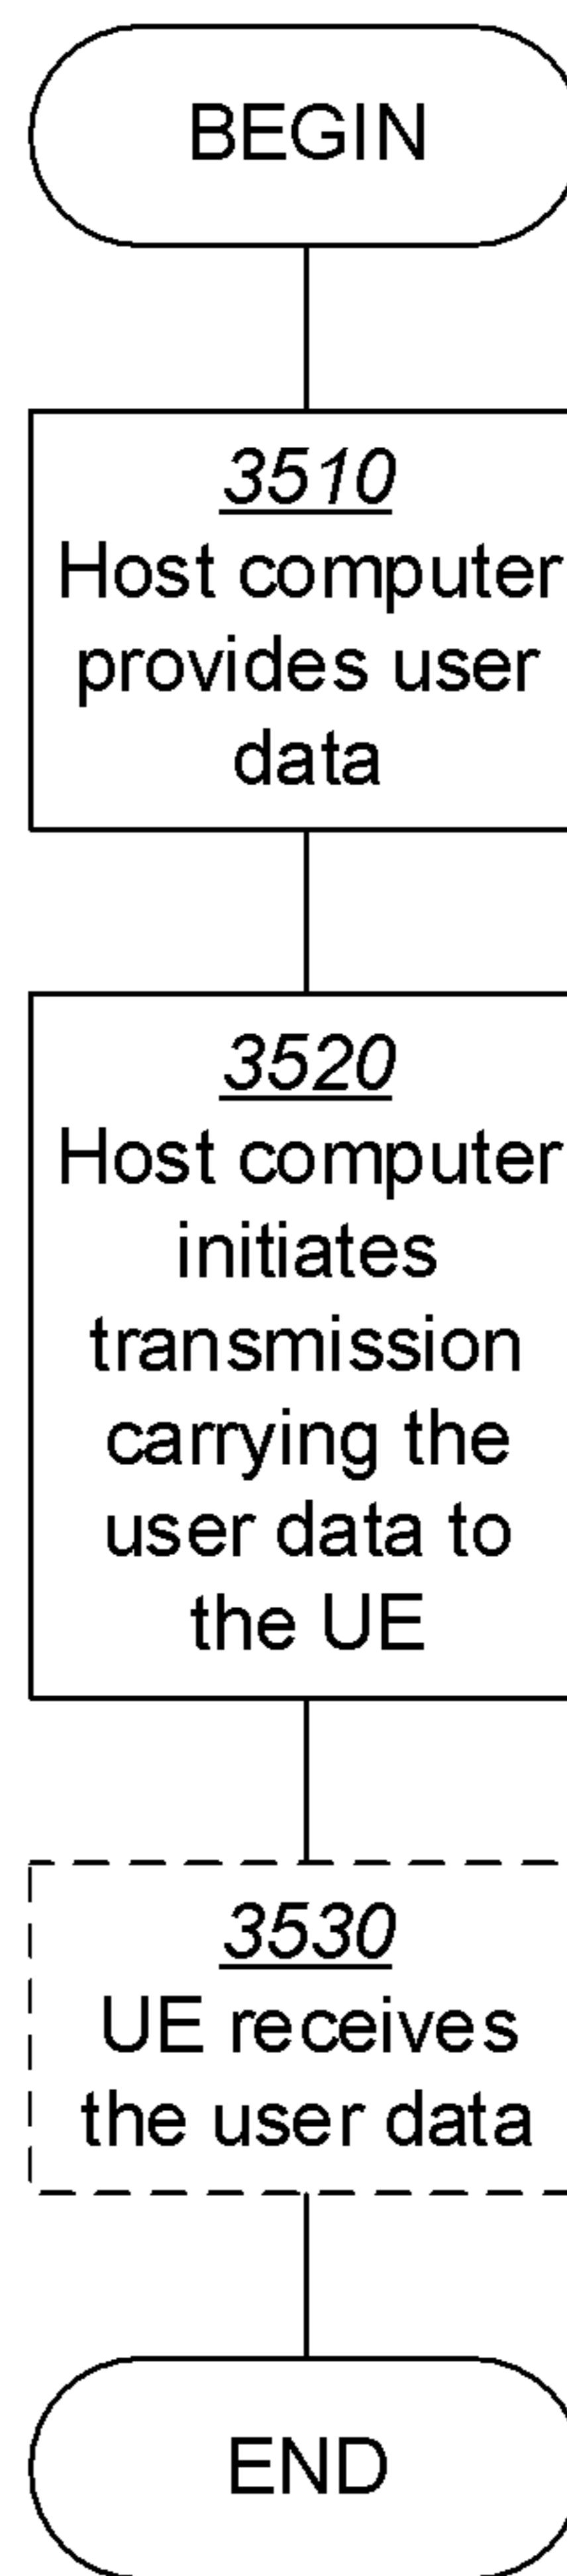 BEGIN
3510
Host computer
provides user
data
3520
Host computer
initiates
transmission
carrying the
user data to
the UE
3530
UE receives
the user data
END